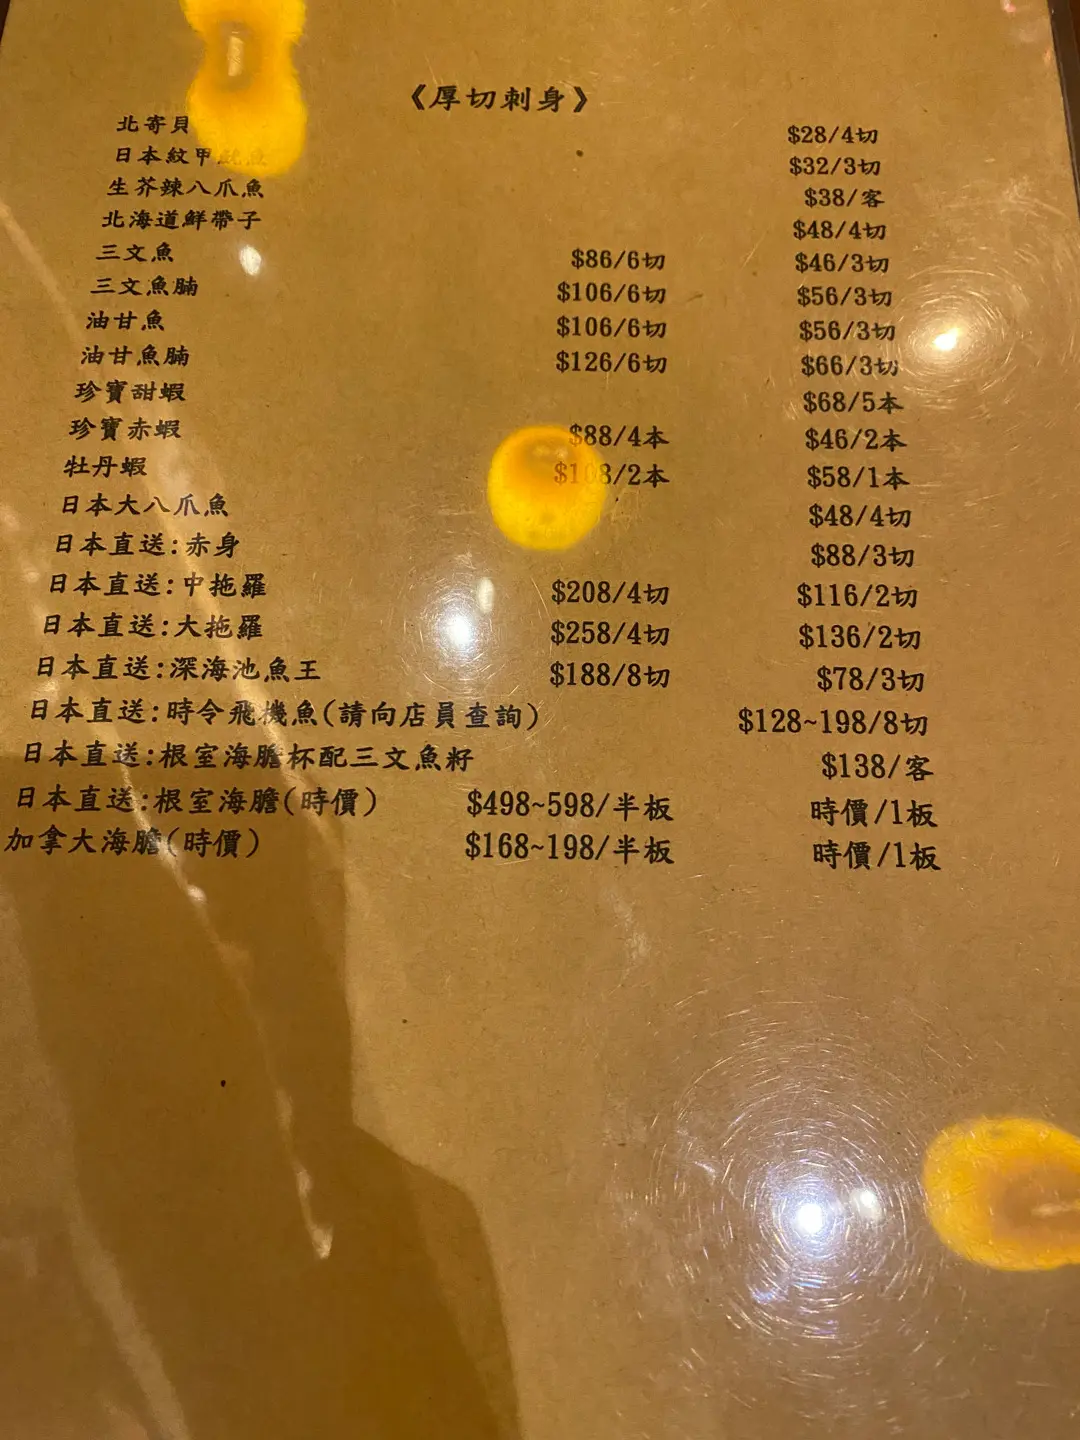 《厚切刺身》
北寄貝 $28/4切
日本紋甲魷魚 $32/3切
生芥辣八爪魚 $38/客
北海道鮮帶子 $48/4切
三文魚 $86/6切 $46/3切
三文魚腩 $106/6切 $56/3切
油甘魚 $106/6切 $56/3切
油甘魚腩 $126/6切 $66/3切
珍寶甜蝦 $68/5本
珍寶赤蝦 $88/4本 $46/2本
牡丹蝦 $108/2本 $58/1本
日本大八爪魚 $48/4切
日本直送:赤身 $88/3切
日本直送:中拖羅 $208/4切 $116/2切
日本直送:大拖羅 $258/4切 $136/2切
日本直送:深海池魚王 $188/8切 $78/3切
日本直送:時令飛機魚(請向店員查詢) $128~198/8切
日本直送:根室海膽杯配三文魚籽 $138/客
日本直送:根室海膽(時價) $498~598/半板 時價/1板
加拿大海膽(時價) $168~198/半板 時價/1板